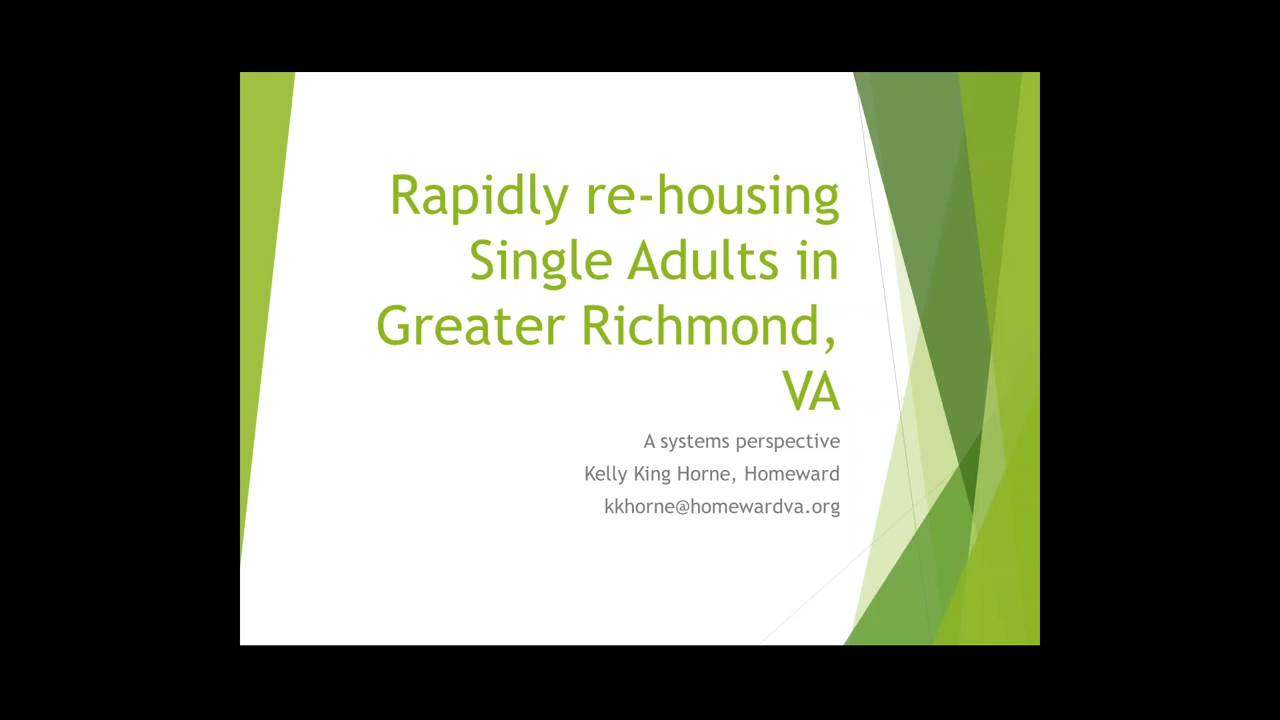 Rapidly re-housing
Single Adults in
Greater Richmond,
VA
A systems perspective
Kelly King Horne, Homeward
kkhorne@homewardva.org